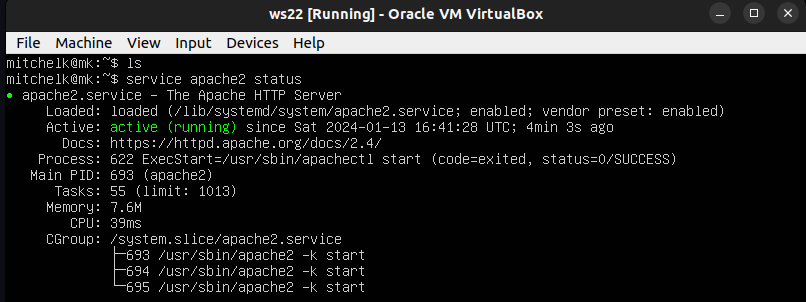 ws22 [Running] - Oracle VM VirtualBox
File Machine View Input Devices Help
mitchelk@mk:~$ ls
mitchelk@mk:~$ service apache2 status
● apache2.service - The Apache HTTP Server
     Loaded: loaded (/lib/systemd/system/apache2.service; enabled; vendor preset: enabled)
     Active: active (running) since Sat 2024-01-13 16:41:28 UTC; 4min 3s ago
       Docs: https://httpd.apache.org/docs/2.4/
    Process: 622 ExecStart=/usr/sbin/apachectl start (code=exited, status=0/SUCCESS)
   Main PID: 693 (apache2)
      Tasks: 55 (limit: 1013)
     Memory: 7.6M
        CPU: 39ms
     CGroup: /system.slice/apache2.service
             ├─693 /usr/sbin/apache2 -k start
             ├─694 /usr/sbin/apache2 -k start
             └─695 /usr/sbin/apache2 -k start